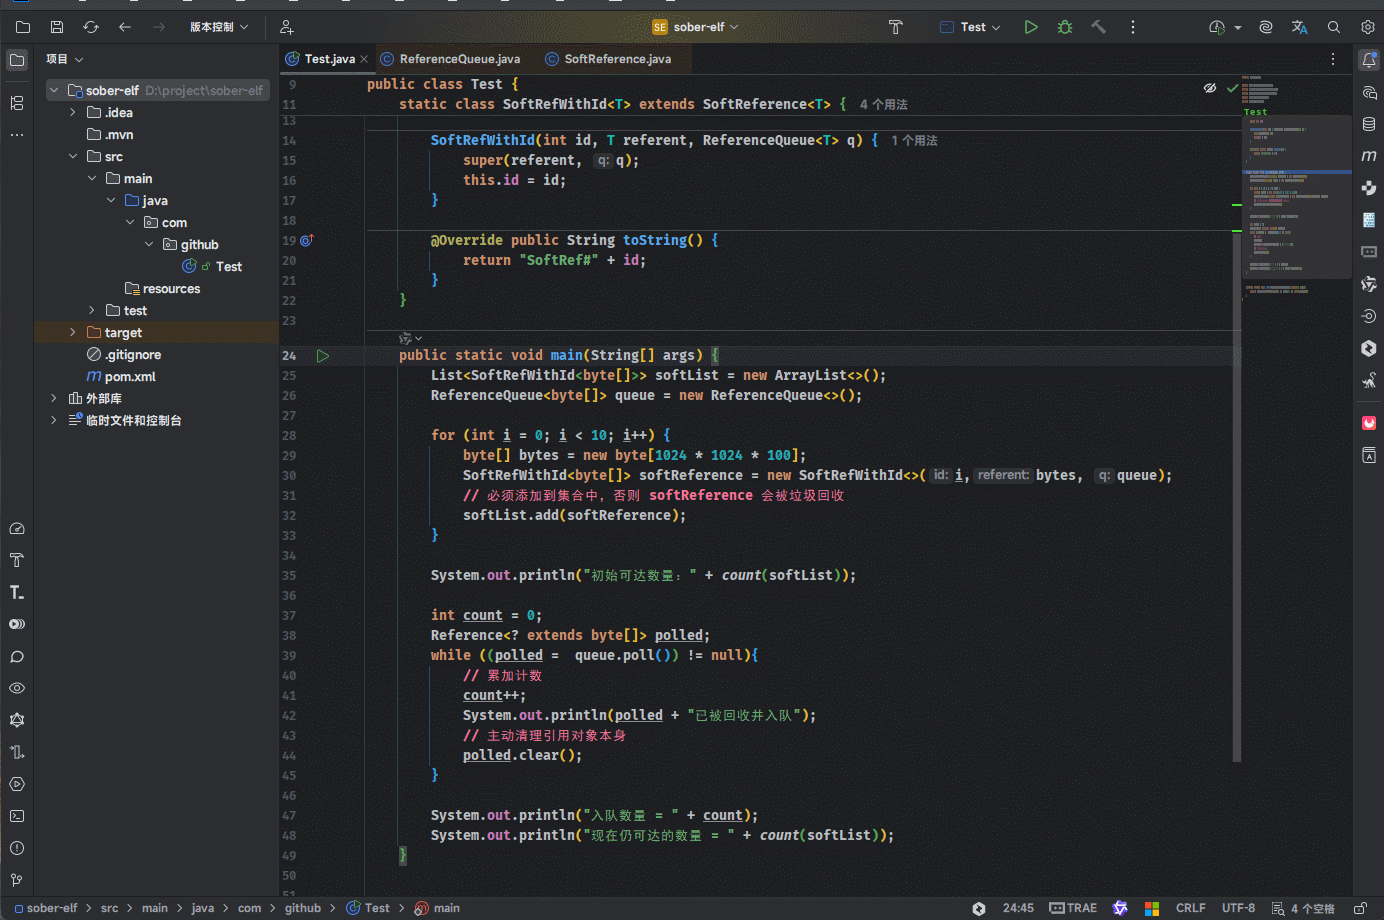 版本控制
SE sober-elf
Test
项目
Test.java
ReferenceQueue.java
SoftReference.java
sober-elf D:\project\sober-elf
.idea
.mvn
src
main
java
com
github
Test
resources
test
target
.gitignore
pom.xml
外部库
临时文件和控制台
9 public class Test {
11 static class SoftRefWithId<T> extends SoftReference<T> { 4 个用法
13
14 SoftRefWithId(int id, T referent, ReferenceQueue<T> q) { 1 个用法
15 super(referent, q: q);
16 this.id = id;
17 }
18
19 @Override public String toString() {
20 return "SoftRef#" + id;
21 }
22 }
23
24 public static void main(String[] args) {
25 List<SoftRefWithId<byte[]>> softList = new ArrayList<>();
26 ReferenceQueue<byte[]> queue = new ReferenceQueue<>();
27
28 for (int i = 0; i < 10; i++) {
29 byte[] bytes = new byte[1024 * 1024 * 100];
30 SoftRefWithId<byte[]> softReference = new SoftRefWithId<>( id: i, referent: bytes, q: queue);
31 // 必须添加到集合中，否则 softReference 会被垃圾回收
32 softList.add(softReference);
33 }
34
35 System.out.println("初始可达数量：" + count(softList));
36
37 int count = 0;
38 Reference<? extends byte[]> polled;
39 while ((polled =  queue.poll()) != null){
40 // 累加计数
41 count++;
42 System.out.println(polled + "已被回收并入队");
43 // 主动清理引用对象本身
44 polled.clear();
45 }
46
47 System.out.println("入队数量 = " + count);
48 System.out.println("现在仍可达的数量 = " + count(softList));
49 }
50
51
Test
sober-elf > src > main > java > com > github > Test > main
24:45 TRAE CRLF UTF-8 4 个空格